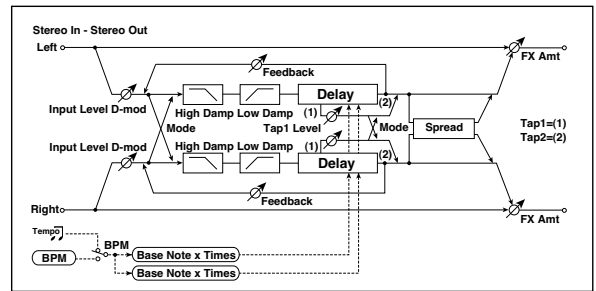 Stereo In - Stereo Out
Left
FX Amt
Feedback
Delay
Input Level D-mod
High Damp Low Damp (1) (2)
Mode Tap1 Level Mode Spread Tap1=(1)
Tap2=(2)
Input Level D-mod High Damp Low Damp (1) (2)
Delay
Feedback
Right
FX Amt
Tempo
BPM
BPM Base Note x Times)
Base Note x Times)